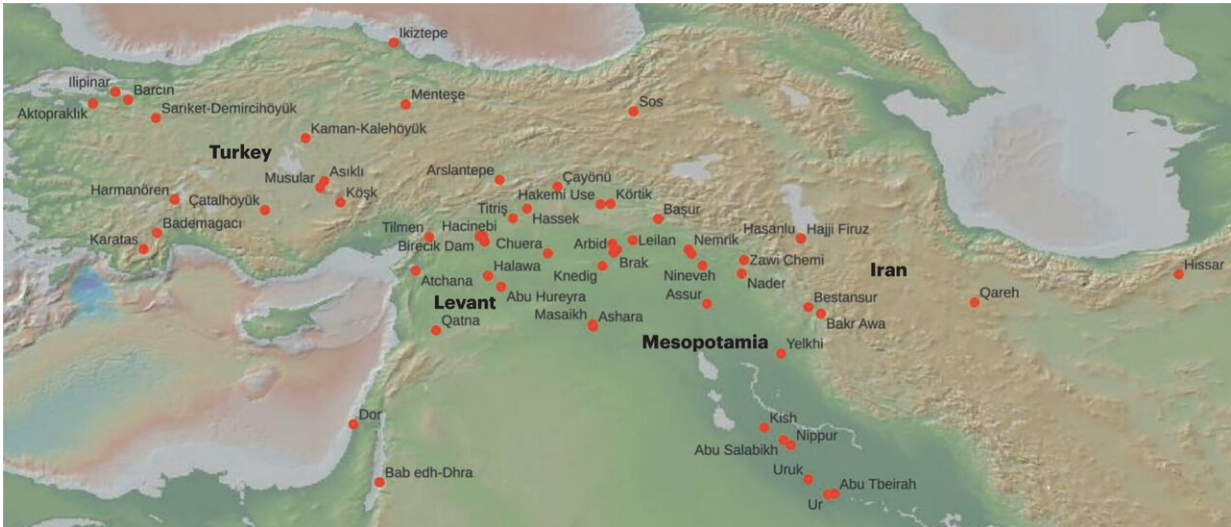 Ikiztepe
Ilipinar
Barcın
Menteşe
Aktopraklık
Sarıket-Demircihöyük
Sos
Kaman-Kalehöyük
Turkey
Arslantepe
Çayönü
Musular
Asıklı
Harmanören
Çatalhöyük
Köşk
Hakemi Use
Körtik
Titriş
Hassek
Başur
Bademagacı
Karatas
Tilmen
Hacinebi
Birecik Dam
Chuera
Arbid
Leilan
Nemrik
Hasanlu
Hajji Firuz
Brak
Zawi Chemi
Iran
Atchana
Halawa
Knedig
Nineveh
Nader
Hissar
Levant
Abu Hureyra
Assur
Bestansur
Qareh
Masaikh
Ashara
Bakr Awa
Qatna
Mesopotamia
Yelkhi
Dor
Kish
Nippur
Abu Salabikh
Bab edh-Dhra
Uruk
Abu Tbeirah
Ur